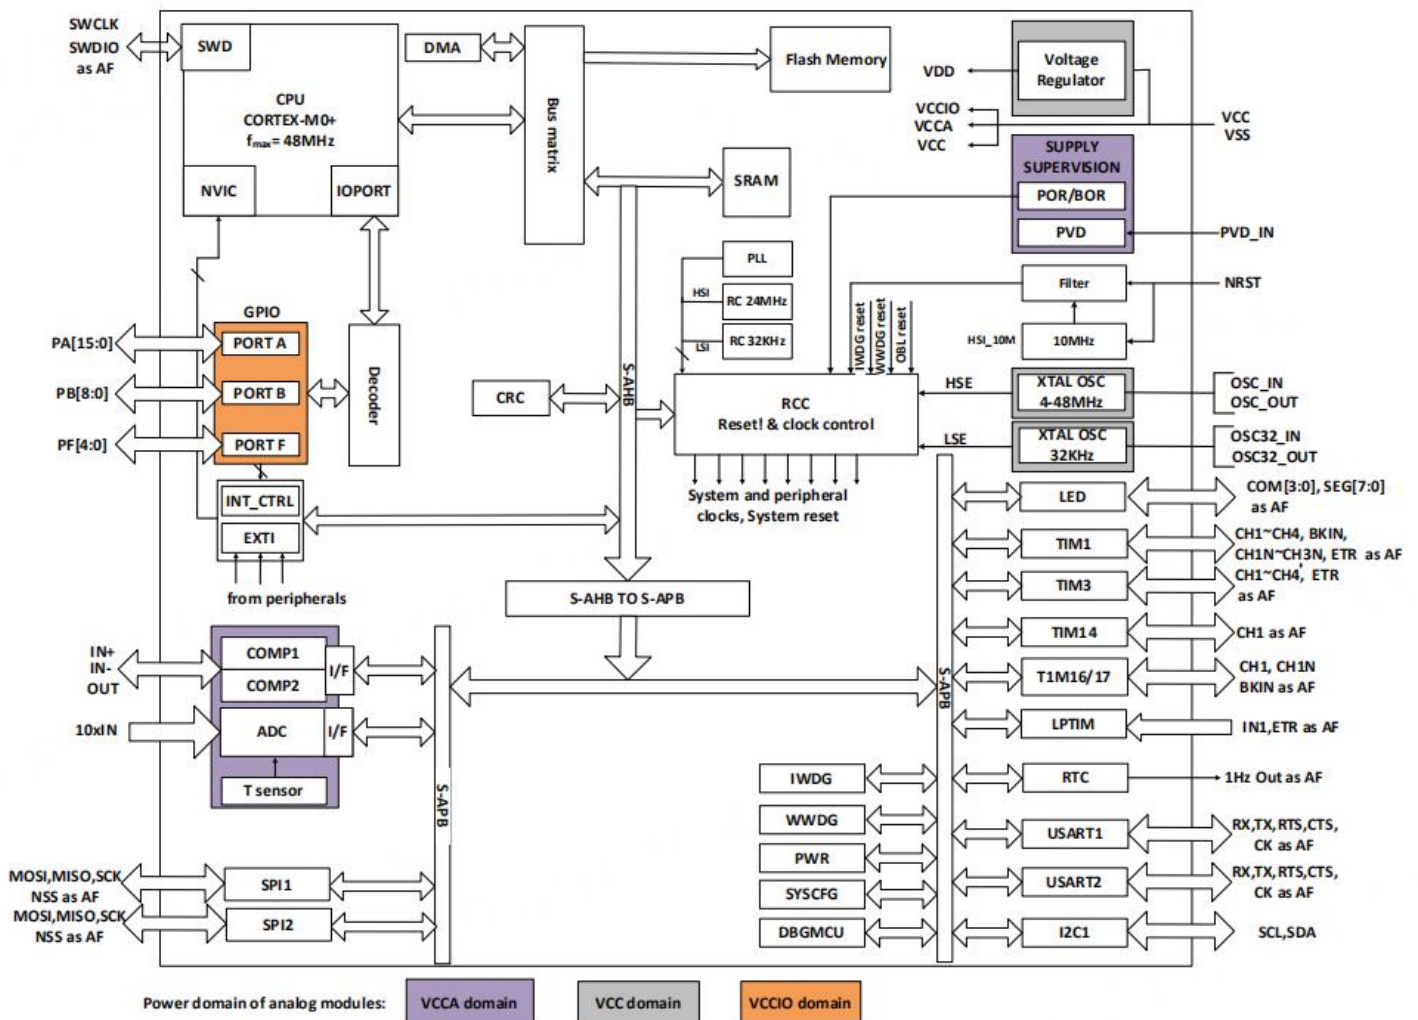 SWCLK
SWDIO
as AF
SWD
CPU
CORTEX-M0+
fmax= 48MHz
NVIC
IOPORT
DMA
Bus matrix
Flash Memory
SRAM
Voltage
Regulator
VDD
VCCIO
VCCA
VCC
VCC
VSS
SUPPLY
SUPERVISION
POR/BOR
PVD
PVD_IN
Filter
NRST
HSI_10M
10MHz
PLL
HSI
RC 24MHz
LSI
RC 32KHz
IWDG reset
WWDG reset
OBL reset
GPIO
PA[15:0]
PORT A
PB[8:0]
PORT B
PF[4:0]
PORT F
Decoder
CRC
S-AHB
RCC
Reset! & clock control
HSE
XTAL OSC
4-48MHz
OSC_IN
OSC_OUT
LSE
XTAL OSC
32KHz
OSC32_IN
OSC32_OUT
System and peripheral
clocks, System reset
INT_CTRL
EXTI
from peripherals
S-AHB TO S-APB
IN+
IN-
OUT
COMP1
COMP2
I/F
10xIN
ADC
I/F
T sensor
S-APB
MOSI,MISO,SCK
NSS as AF
SPI1
MOSI,MISO,SCK
NSS as AF
SPI2
S-APB
LED
COM[3:0], SEG[7:0]
as AF
TIM1
CH1~CH4, BKIN,
CH1N~CH3N, ETR as AF
TIM3
CH1~CH4, ETR
as AF
TIM14
CH1 as AF
T1M16/17
CH1, CH1N
BKIN as AF
LPTIM
IN1,ETR as AF
IWDG
RTC
1Hz Out as AF
WWDG
USART1
RX,TX,RTS,CTS,
CK as AF
PWR
SYSCFG
USART2
RX,TX,RTS,CTS,
CK as AF
DBGMCU
I2C1
SCL,SDA
Power domain of analog modules:
VCCA domain
VCC domain
VCCIO domain